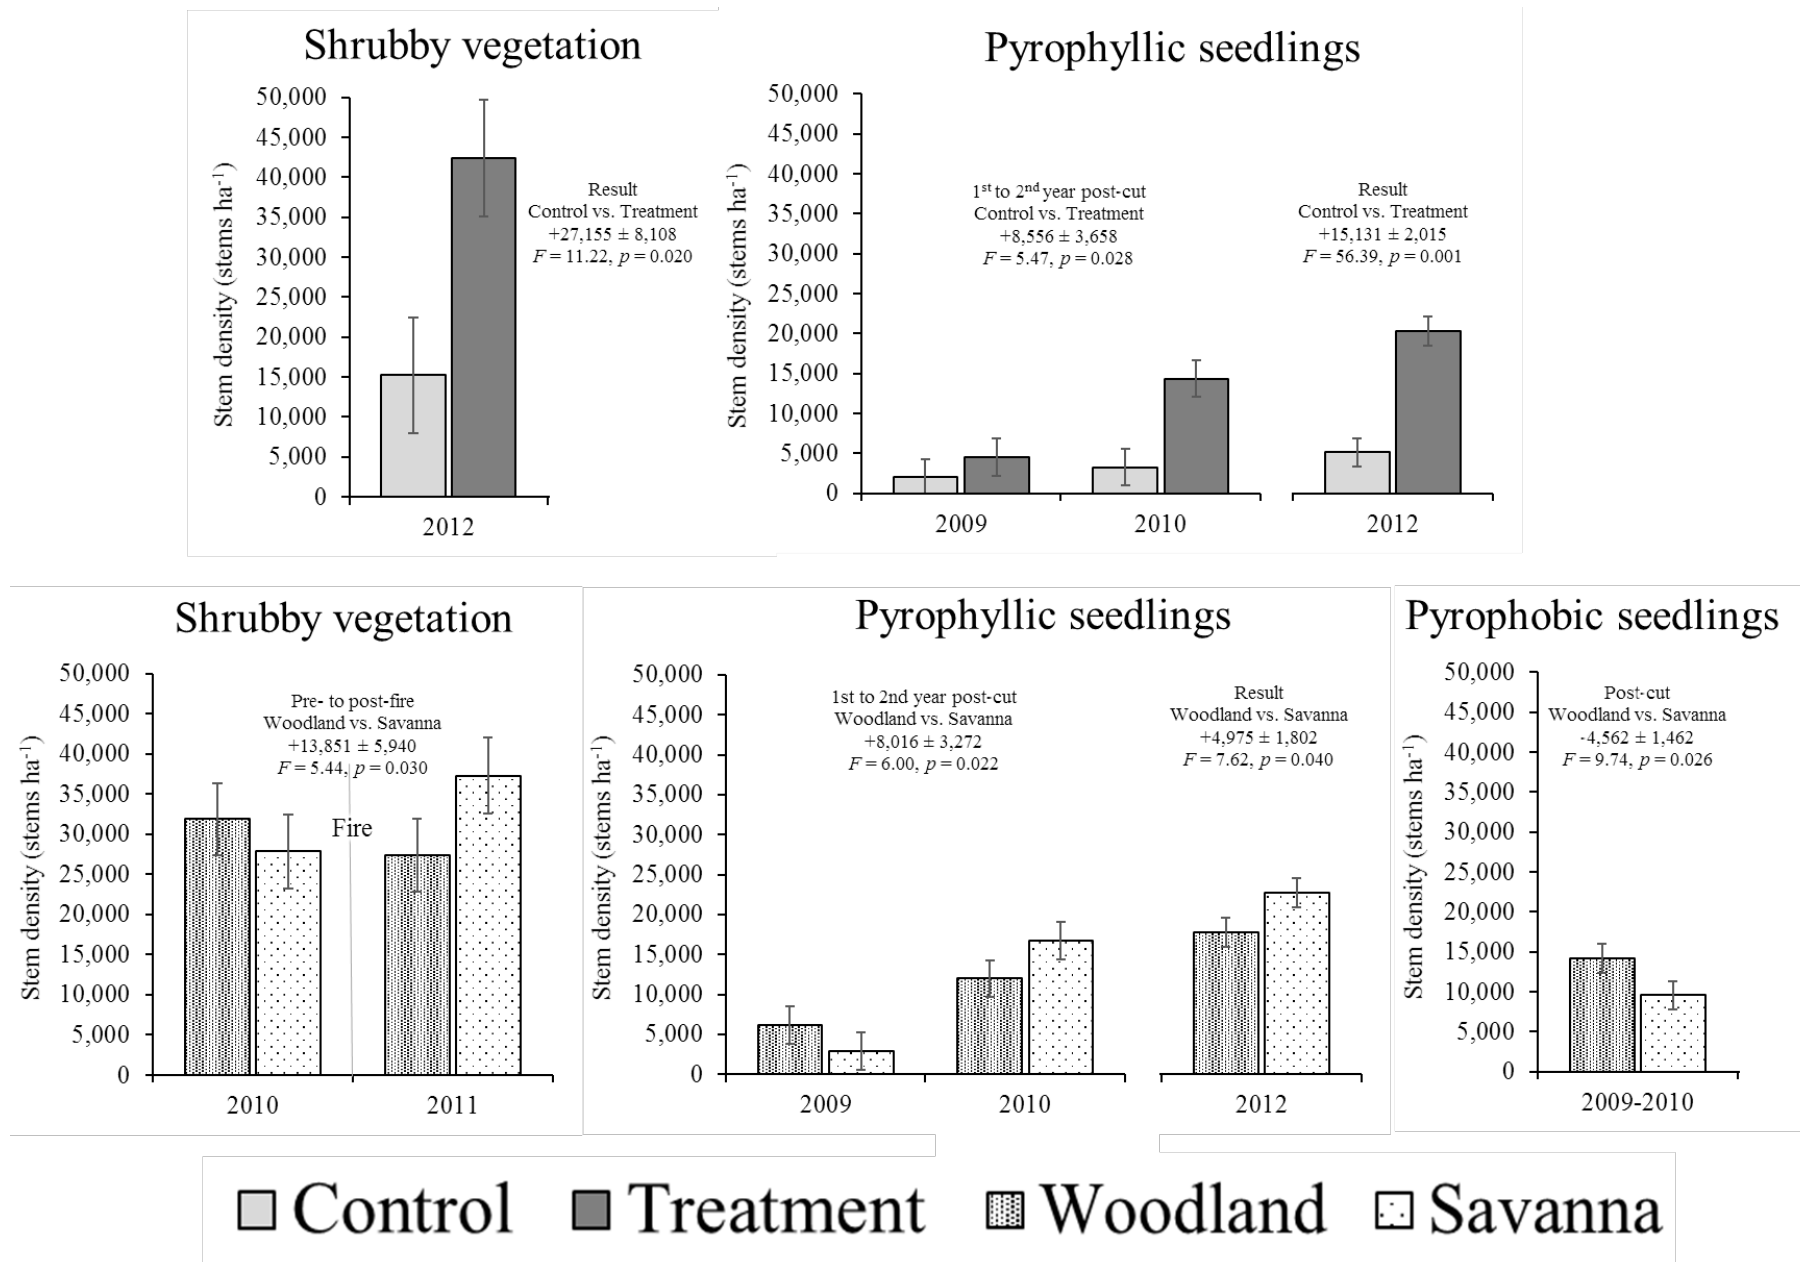 Shrubby vegetation
50,000
45,000
40,000
35,000
30,000
25,000
20,000
15,000
10,000
5,000
0
Stem density (stems ha-1)
2012
Result
Control vs. Treatment
+27,155 ± 8,108
F = 11.22, p = 0.020
Pyrophyllic seedlings
50,000
45,000
40,000
35,000
30,000
25,000
20,000
15,000
10,000
5,000
0
Stem density (stems ha-1)
1st to 2nd year post-cut
Control vs. Treatment
+8,556 ± 3,658
F = 5.47, p = 0.028
Result
Control vs. Treatment
+15,131 ± 2,015
F = 56.39, p = 0.001
2009
2010
2012
Shrubby vegetation
50,000
45,000
40,000
35,000
30,000
25,000
20,000
15,000
10,000
5,000
0
Stem density (stems ha-1)
Pre- to post-fire
Woodland vs. Savanna
+13,851 ± 5,940
F = 5.44, p = 0.030
Fire
2010
2011
Pyrophyllic seedlings
50,000
45,000
40,000
35,000
30,000
25,000
20,000
15,000
10,000
5,000
0
Stem density (stems ha-1)
1st to 2nd year post-cut
Woodland vs. Savanna
+8,016 ± 3,272
F = 6.00, p = 0.022
Result
Woodland vs. Savanna
+4,975 ± 1,802
F = 7.62, p = 0.040
2009
2010
2012
Pyrophobic seedlings
50,000
45,000
40,000
35,000
30,000
25,000
20,000
15,000
10,000
5,000
0
Stem density (stems ha-1)
Post-cut
Woodland vs. Savanna
-4,562 ± 1,462
F = 9.74, p = 0.026
2009-2010
Control
Treatment
Woodland
Savanna